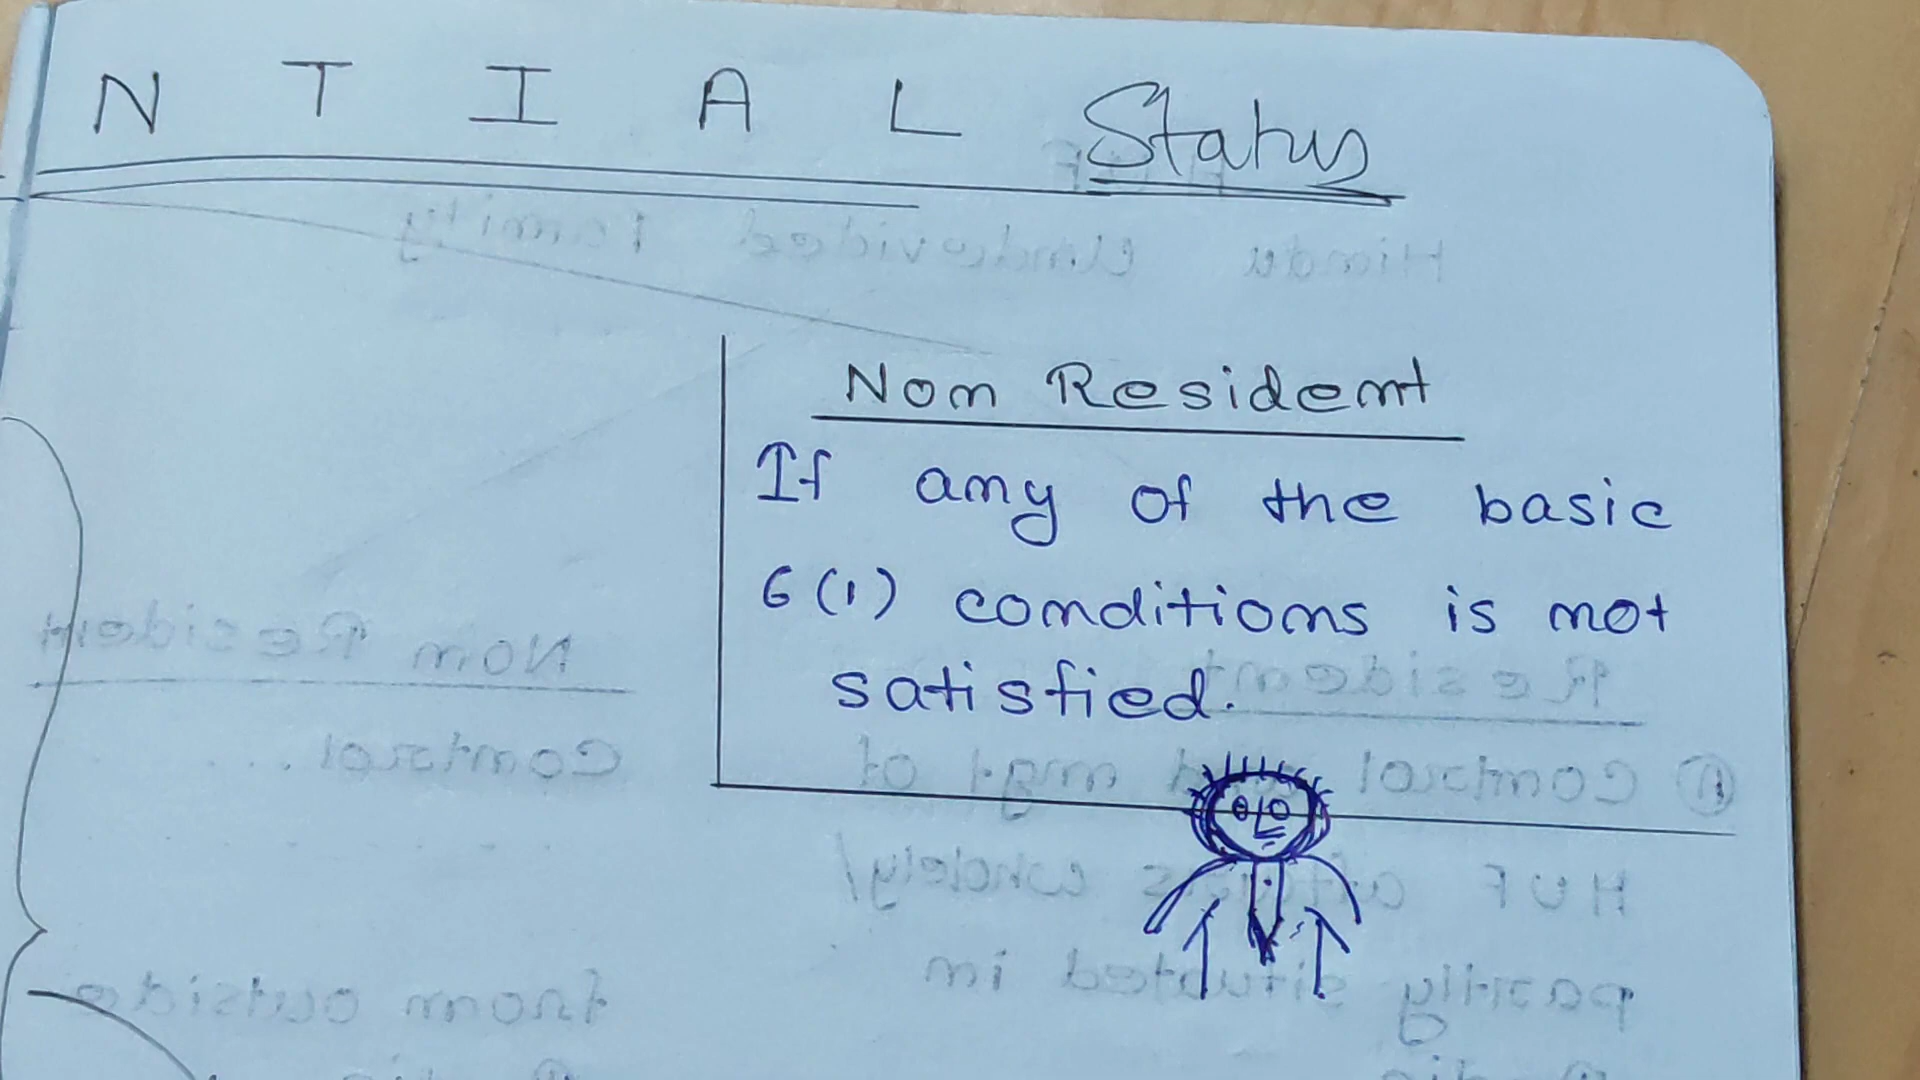 N T I A L Status
Non Resident
If any of the basic
6(1) conditions is not
satisfied.